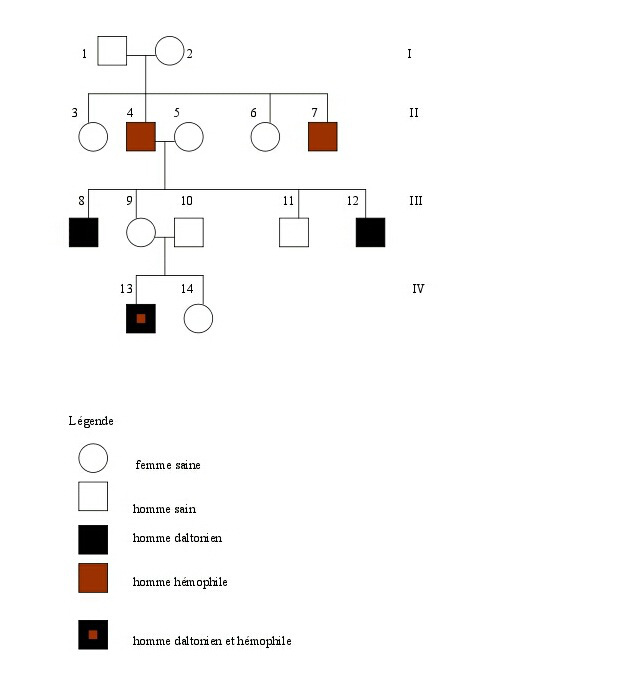 1 2 I
3 4 5 6 7 II
8 9 10 11 12 III
13 14 IV
Légende
femme saine
homme sain
homme daltonien
homme hémophile
homme daltonien et hémophile